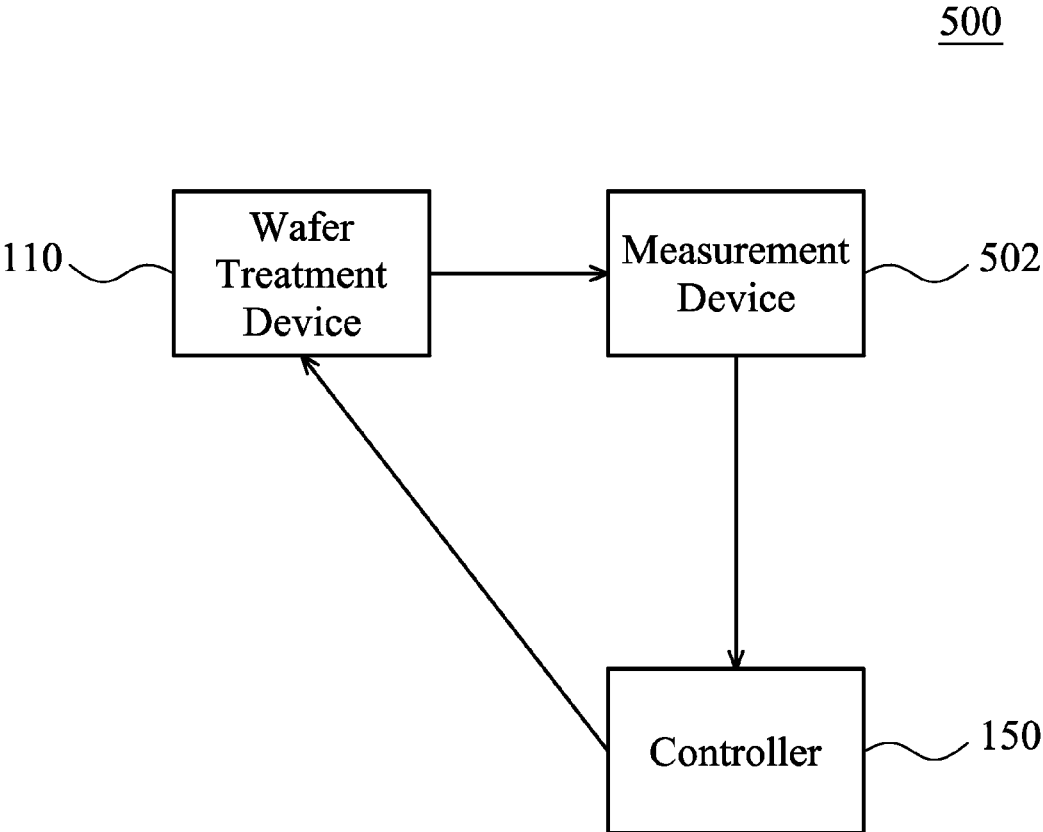 500
110
Wafer
Treatment
Device
Measurement
Device
502
Controller
150